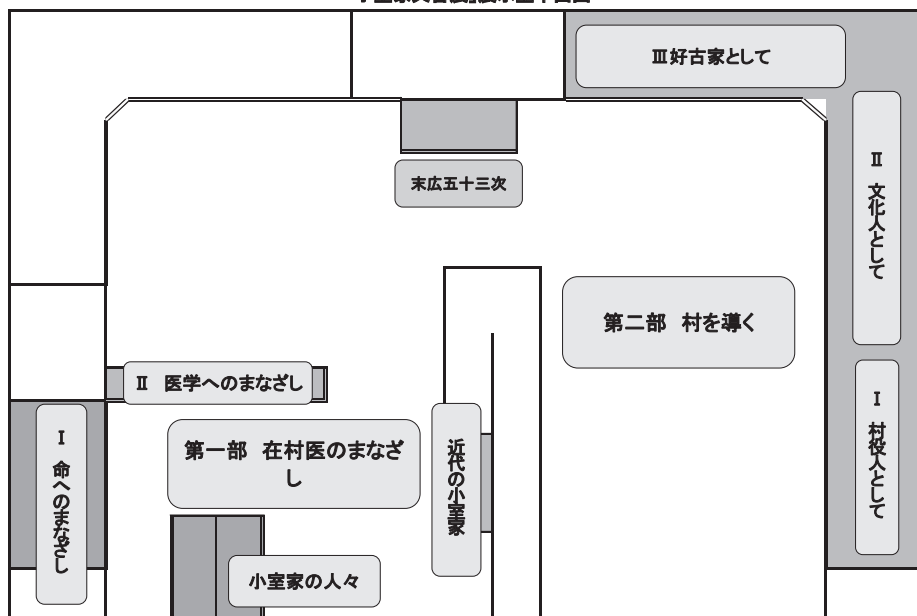 Ⅲ好古家として
Ⅱ 文化人として
末広五十三次
第二部 村を導く
Ⅱ 医学へのまなざし
Ⅰ 村役人として
第一部 在村医のまなざ
し
近代の小室家
Ⅰ 命へのまなざし
小室家の人々